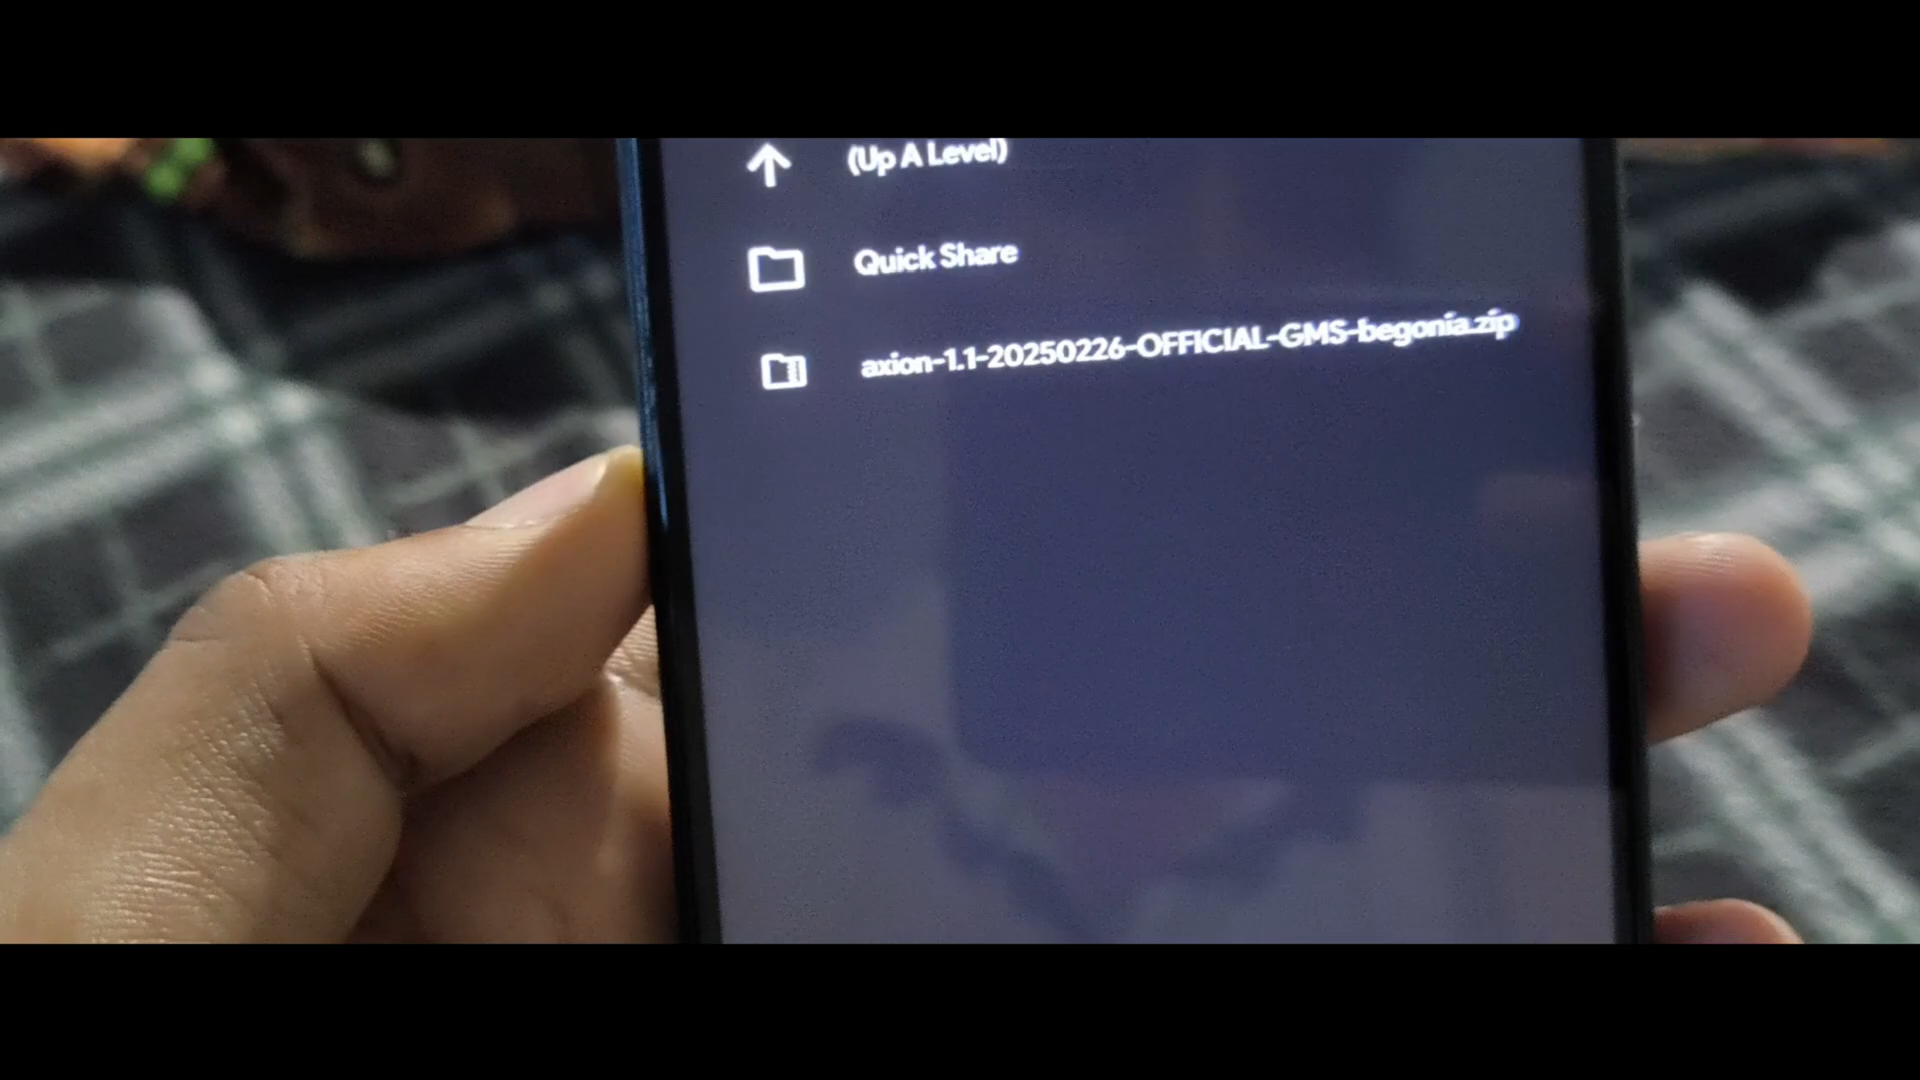 (Up A Level)
Quick Share
axion-1.1-20250226-OFFICIAL-GMS-begonia.zip